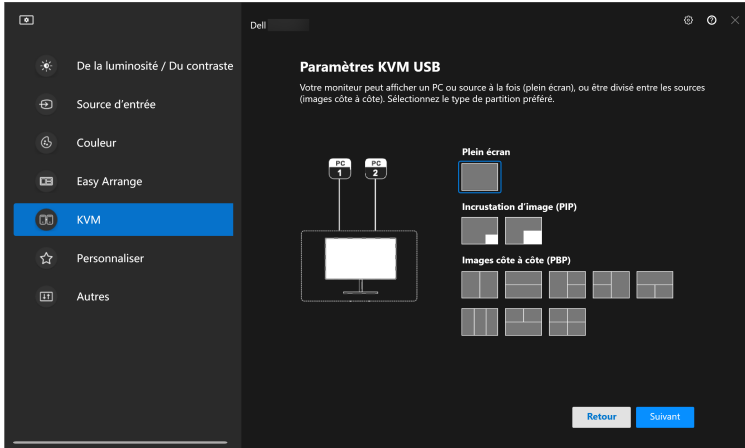 Dell
De la luminosité / Du contraste
Source d'entrée
Couleur
Easy Arrange
KVM
Personnaliser
Autres
Paramètres KVM USB
Votre moniteur peut afficher un PC ou source à la fois (plein écran), ou être divisé entre les sources
(images côte à côte). Sélectionnez le type de partition préféré.
PC
1
PC
2
Plein écran
Incrustation d'image (PIP)
Images côte à côte (PBP)
Retour
Suivant